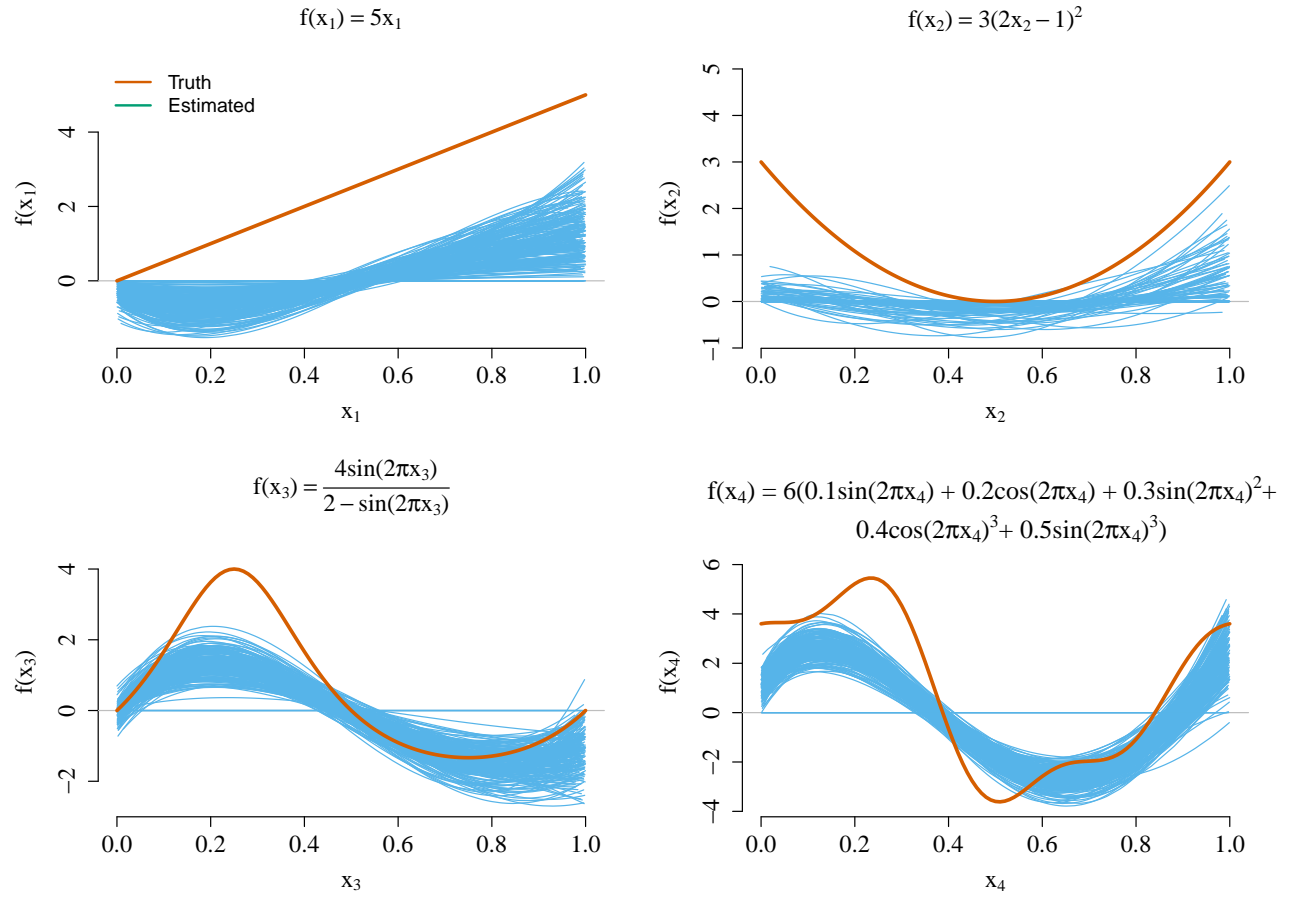 f(x₁) = 5x₁
Truth
Estimated
f(x₁)
4
2
0
0.0 0.2 0.4 0.6 0.8 1.0
x₁
f(x₂) = 3(2x₂ − 1)²
f(x₂)
5
4
3
2
1
0
−1
0.0 0.2 0.4 0.6 0.8 1.0
x₂
f(x₃) = 4sin(2πx₃) / 2 − sin(2πx₃)
f(x₃)
4
2
0
−2
0.0 0.2 0.4 0.6 0.8 1.0
x₃
f(x₄) = 6(0.1sin(2πx₄) + 0.2cos(2πx₄) + 0.3sin(2πx₄)²+
0.4cos(2πx₄)³+ 0.5sin(2πx₄)³)
f(x₄)
6
4
2
0
−2
−4
0.0 0.2 0.4 0.6 0.8 1.0
x₄